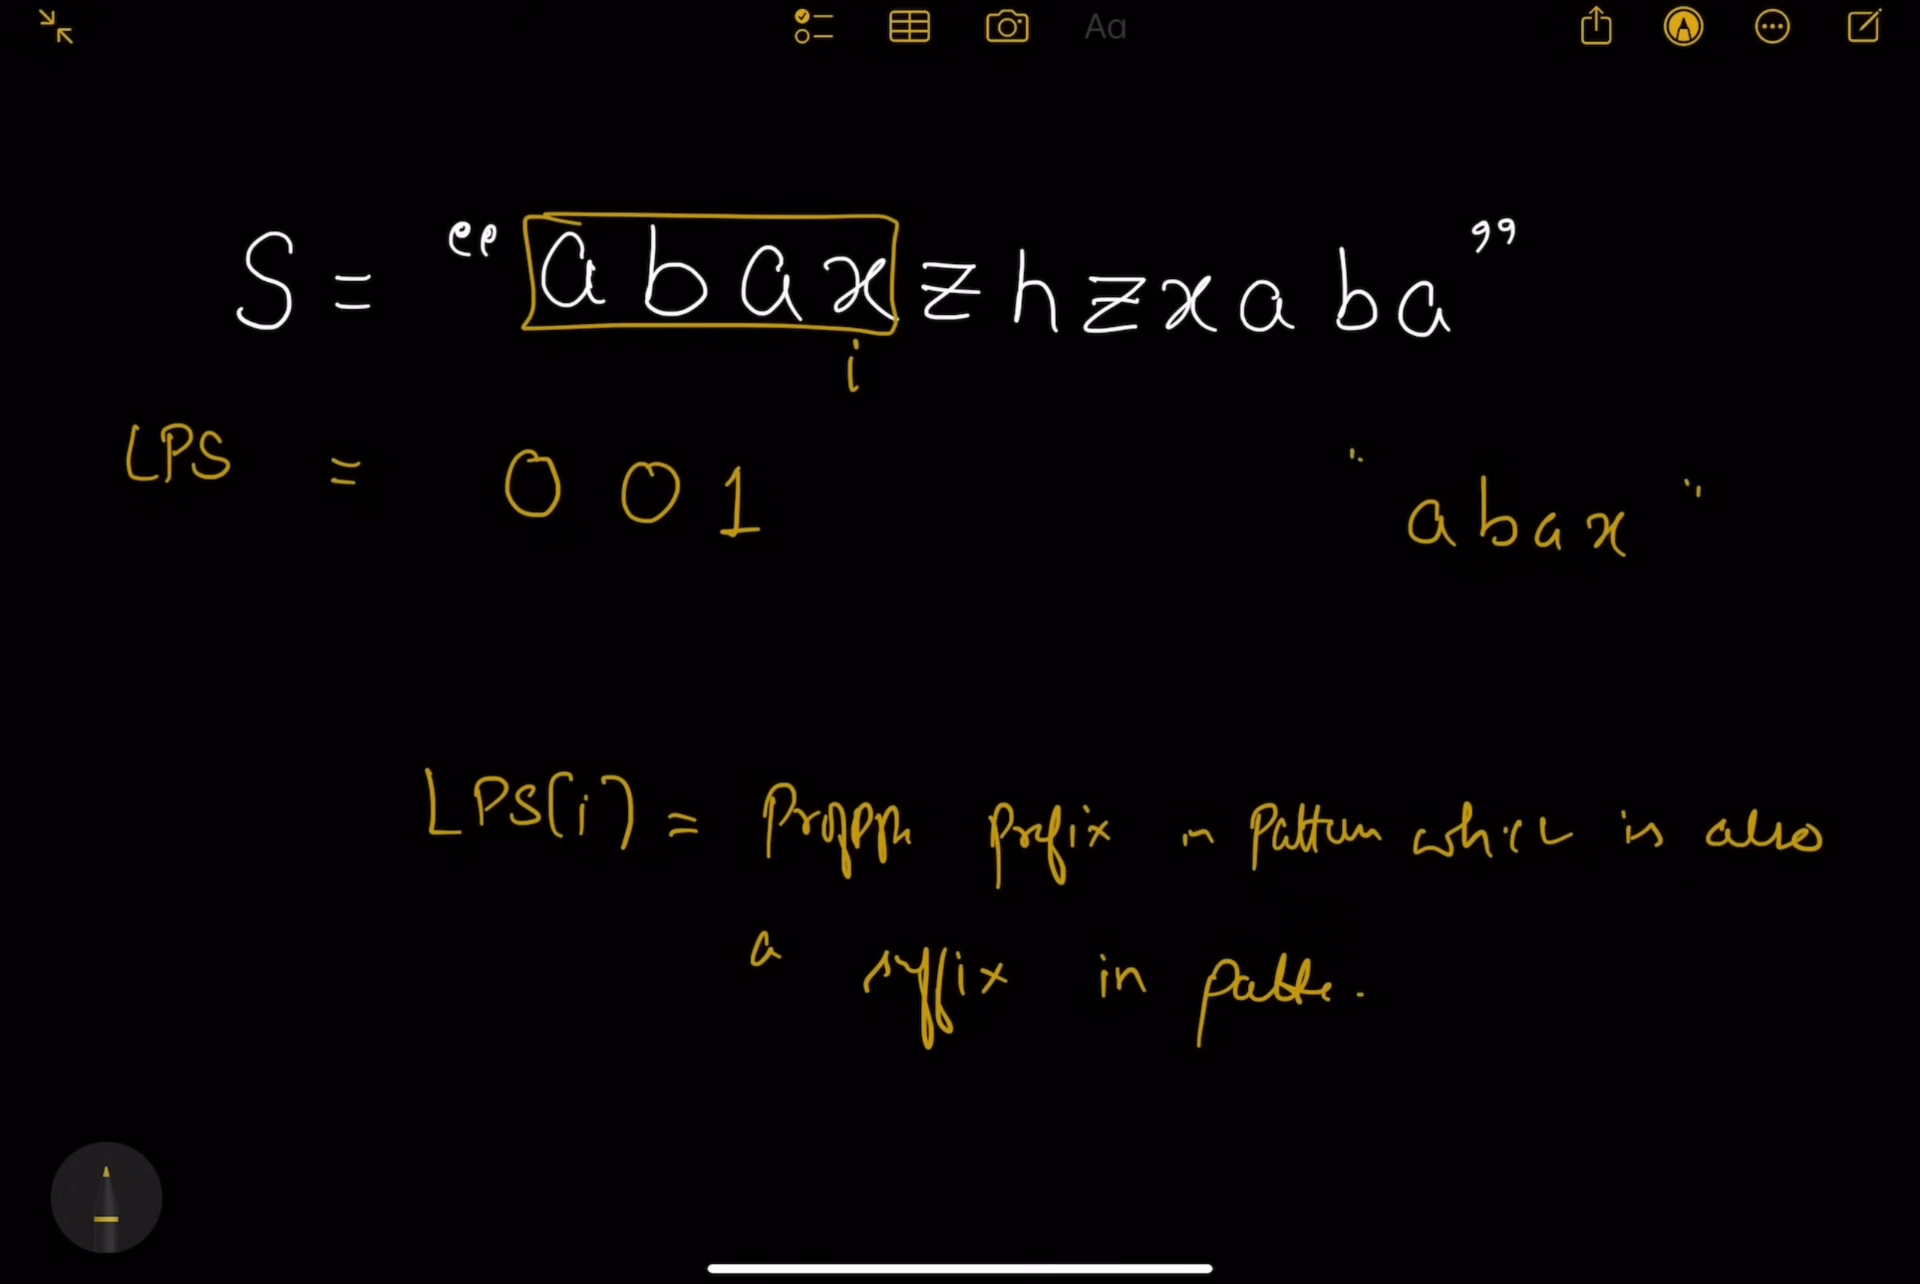 Aa
S = "abaxzhzxaba"
i
LPS = 0 0 1
"abax"
LPS(i) = prefix in Pattern which is also
a suffix in